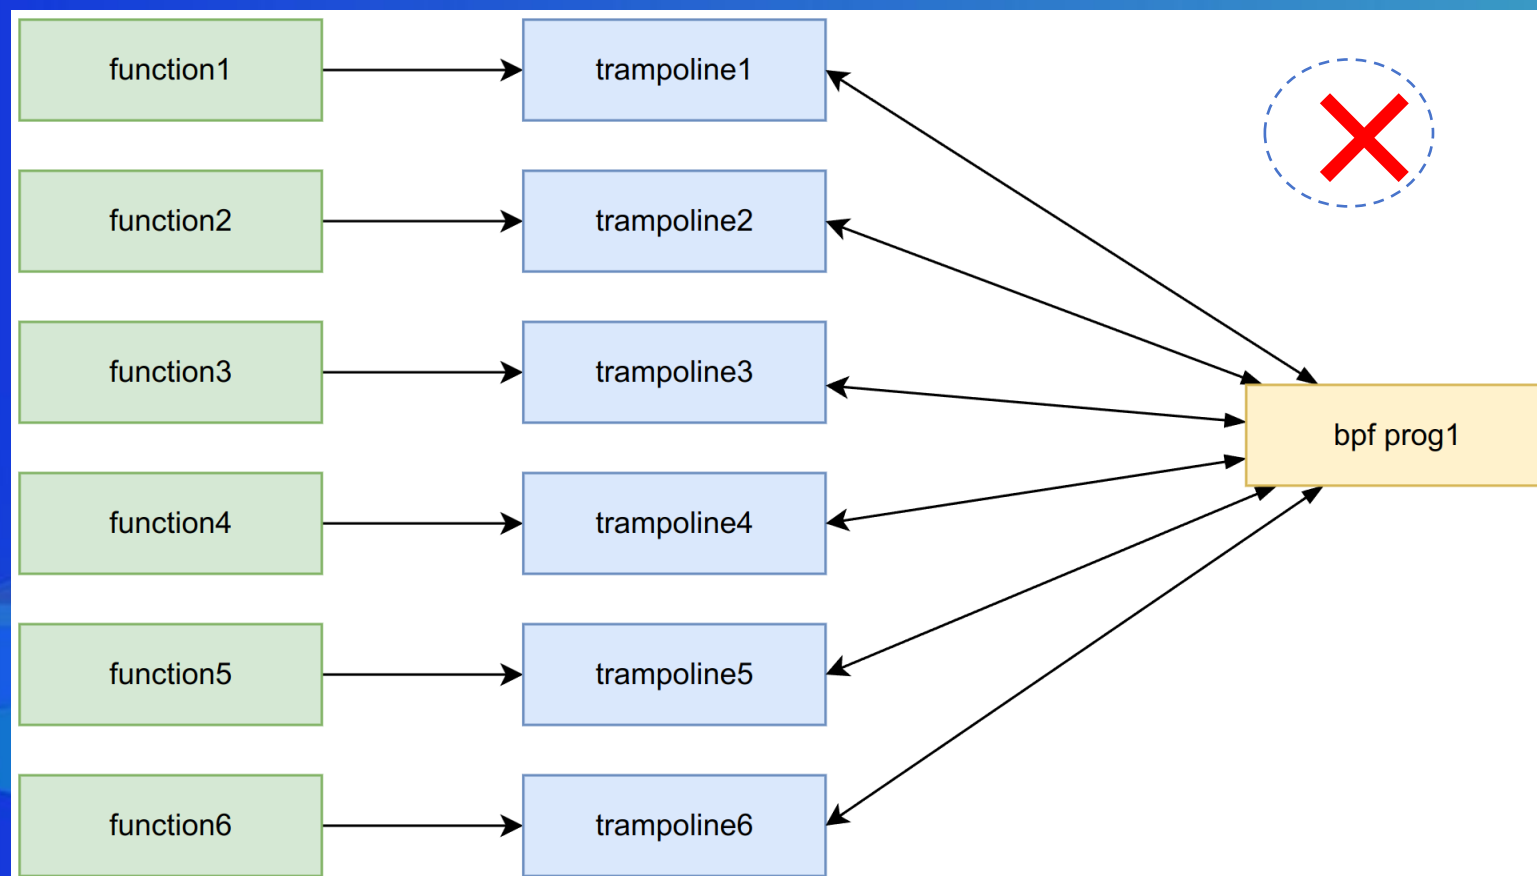 function1
trampoline1
function2
trampoline2
function3
trampoline3
bpf prog1
function4
trampoline4
function5
trampoline5
function6
trampoline6